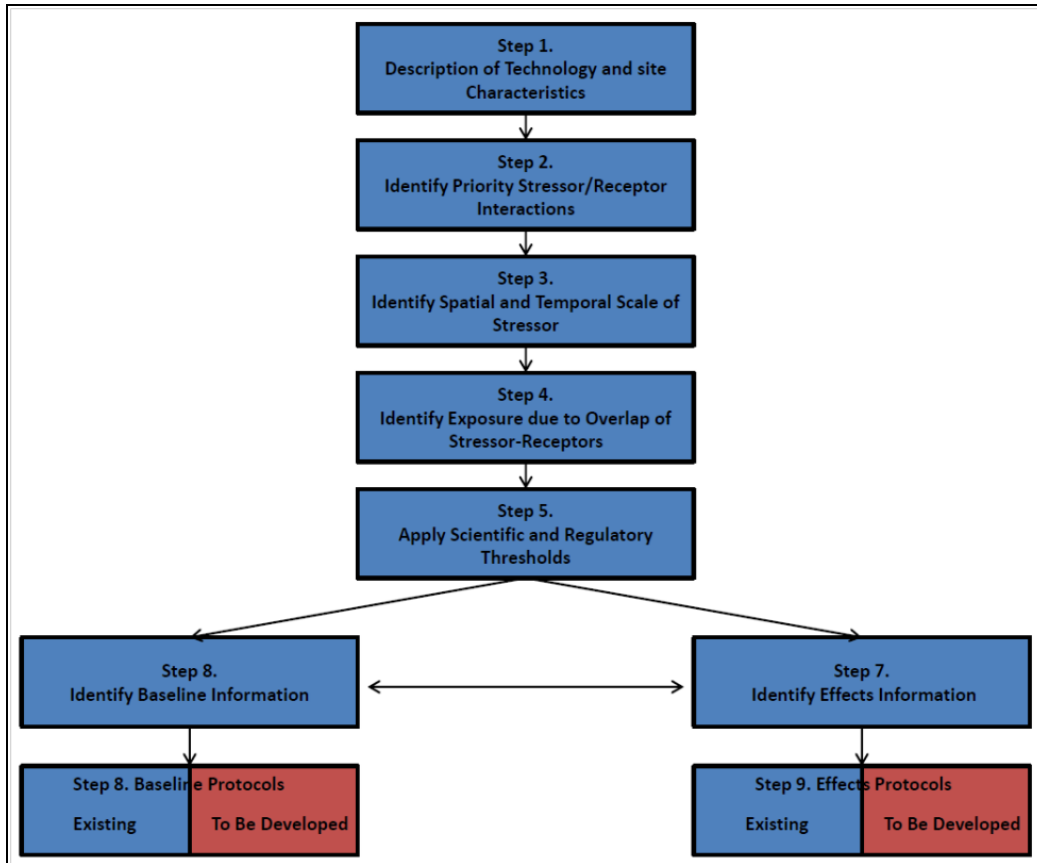 Step 1.
Description of Technology and site
Characteristics
Step 2.
Identify Priority Stressor/Receptor
Interactions
Step 3.
Identify Spatial and Temporal Scale of
Stressor
Step 4.
Identify Exposure due to Overlap of
Stressor-Receptors
Step 5.
Apply Scientific and Regulatory
Thresholds
Step 8.
Identify Baseline Information
Step 7.
Identify Effects Information
Step 8. Baseline Protocols
Existing
To Be Developed
Step 9. Effects Protocols
Existing
To Be Developed